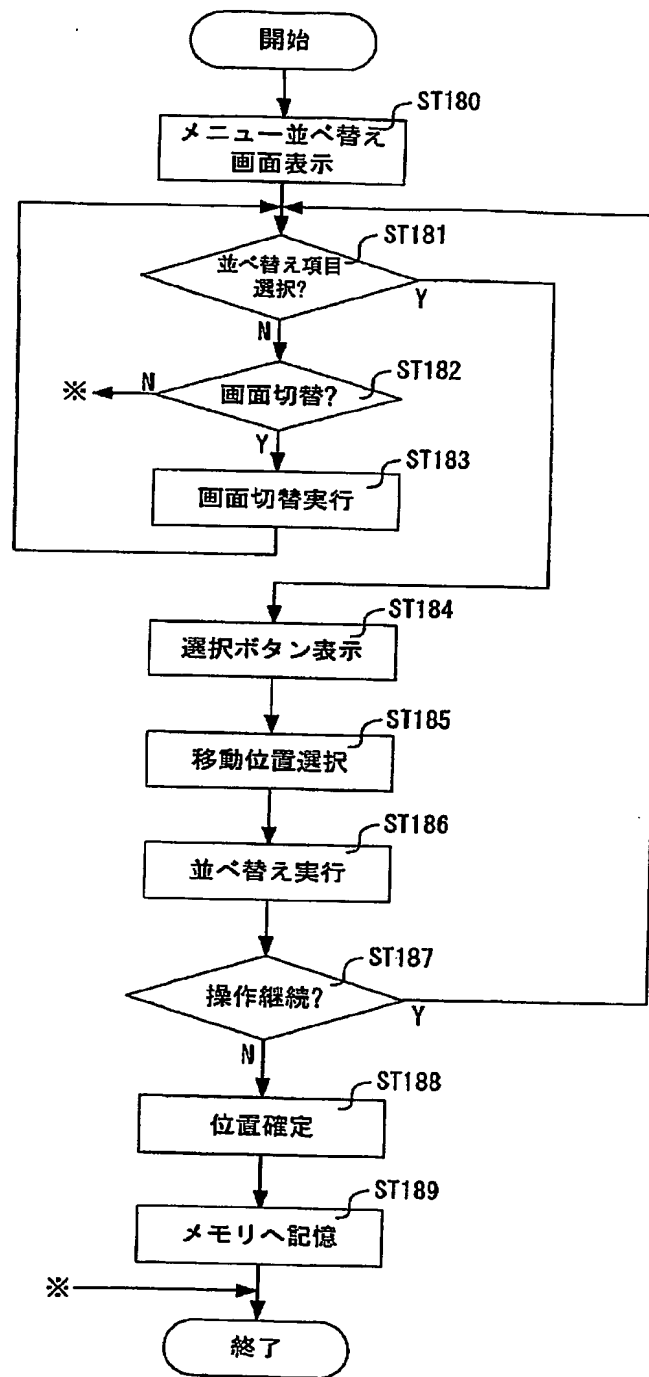 開始
ST180
メニュー並べ替え
画面表示
ST181
並べ替え項目
選択?
Y
N
ST182
※
N
画面切替?
Y
ST183
画面切替実行
ST184
選択ボタン表示
ST185
移動位置選択
ST186
並べ替え実行
ST187
操作継続?
Y
N
ST188
位置確定
ST189
メモリへ記憶
※
終了